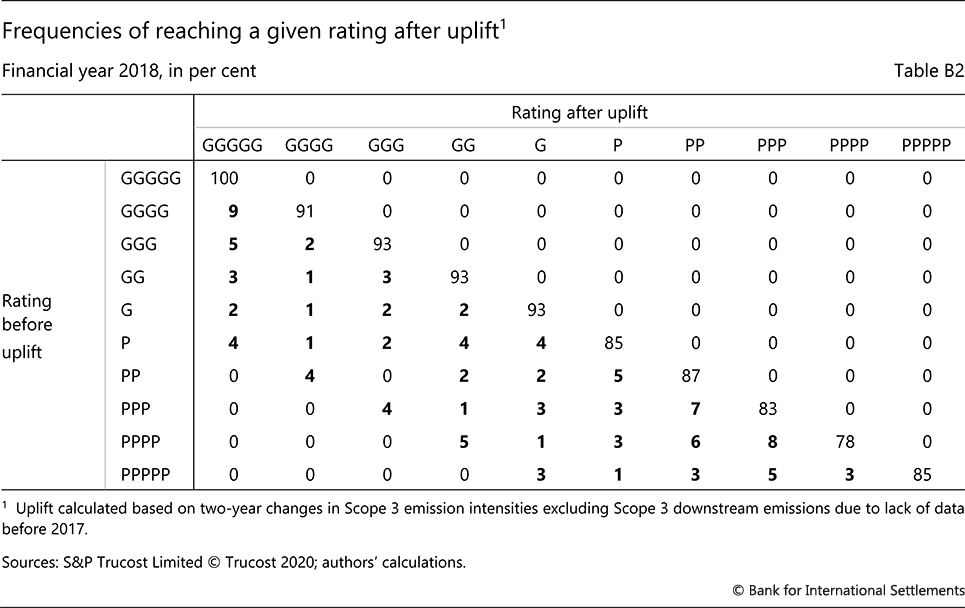 Frequencies of reaching a given rating after uplift1
Financial year 2018, in per cent Table B2
Rating after uplift
GGGGG GGGG GGG GG G P PP PPP PPPP PPPPP
Rating before uplift
GGGGG 100 0 0 0 0 0 0 0 0 0
GGGG 9 91 0 0 0 0 0 0 0 0
GGG 5 2 93 0 0 0 0 0 0 0
GG 3 1 3 93 0 0 0 0 0 0
G 2 1 2 2 93 0 0 0 0 0
P 4 1 2 4 4 85 0 0 0 0
PP 0 4 0 2 2 5 87 0 0 0
PPP 0 0 4 1 3 3 7 83 0 0
PPPP 0 0 0 5 1 3 6 8 78 0
PPPPP 0 0 0 0 3 1 3 5 3 85
1 Uplift calculated based on two-year changes in Scope 3 emission intensities excluding Scope 3 downstream emissions due to lack of data
before 2017.
Sources: S&P Trucost Limited © Trucost 2020; authors’ calculations.
© Bank for International Settlements